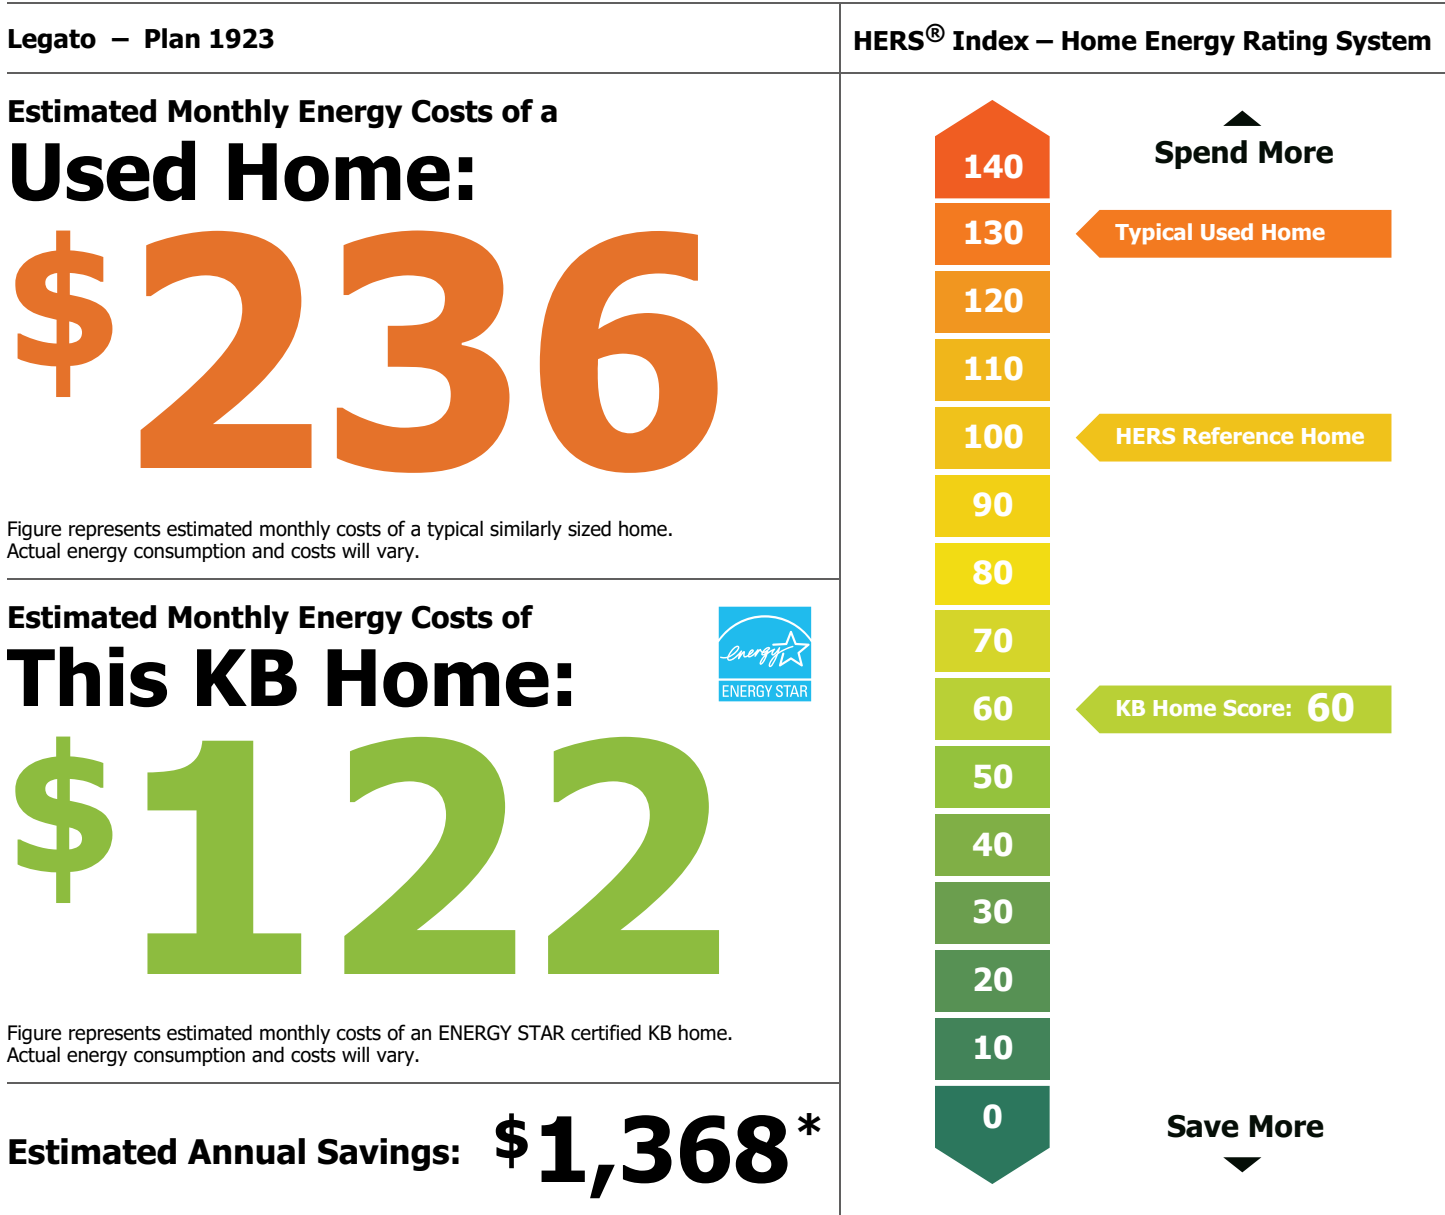 Legato – Plan 1923
Estimated Monthly Energy Costs of a
Used Home:
$236
Figure represents estimated monthly costs of a typical similarly sized home.
Actual energy consumption and costs will vary.
Estimated Monthly Energy Costs of
This KB Home:
energy
ENERGY STAR
$122
Figure represents estimated monthly costs of an ENERGY STAR certified KB home.
Actual energy consumption and costs will vary.
Estimated Annual Savings: $1,368*
HERS® Index – Home Energy Rating System
Spend More
140
130 Typical Used Home
120
110
100 HERS Reference Home
90
80
70
60 KB Home Score: 60
50
40
30
20
10
0
Save More